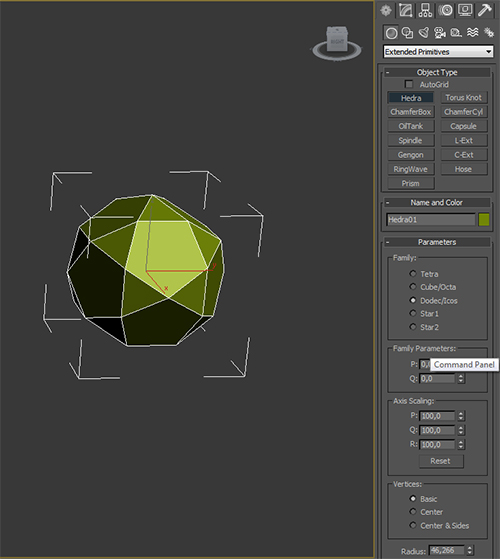 Extended Primitives
- Object Type
AutoGrid
Hedra Torus Knot
ChamferBox ChamferCyl
OilTank Capsule
Spindle L-Ext
Gengon C-Ext
RingWave Hose
Prism
- Name and Color
Hedra01
- Parameters
Family:
Tetra
Cube/Octa
Dodec/Icos
Star1
Star2
Family Parameters:
P: 0, Command Panel
Q: 0,0
Axis Scaling:
P: 100,0
Q: 100,0
R: 100,0
Reset
Vertices:
Basic
Center
Center & Sides
Radius: 46,266
x